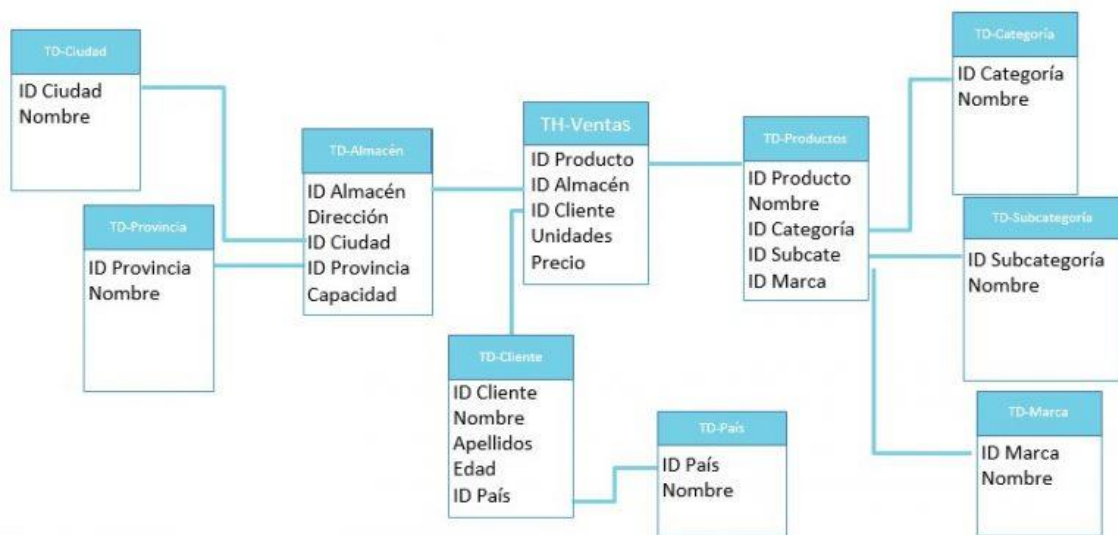 TD-Ciudad
ID Ciudad
Nombre
TD-Provincia
ID Provincia
Nombre
TD-Almacén
ID Almacén
Dirección
ID Ciudad
ID Provincia
Capacidad
TH-Ventas
ID Producto
ID Almacén
ID Cliente
Unidades
Precio
TD-Cliente
ID Cliente
Nombre
Apellidos
Edad
ID País
TD-País
ID País
Nombre
TD-Productos
ID Producto
Nombre
ID Categoría
ID Subcate
ID Marca
TD-Categoría
ID Categoría
Nombre
TD-Subcategoría
ID Subcategoría
Nombre
TD-Marca
ID Marca
Nombre